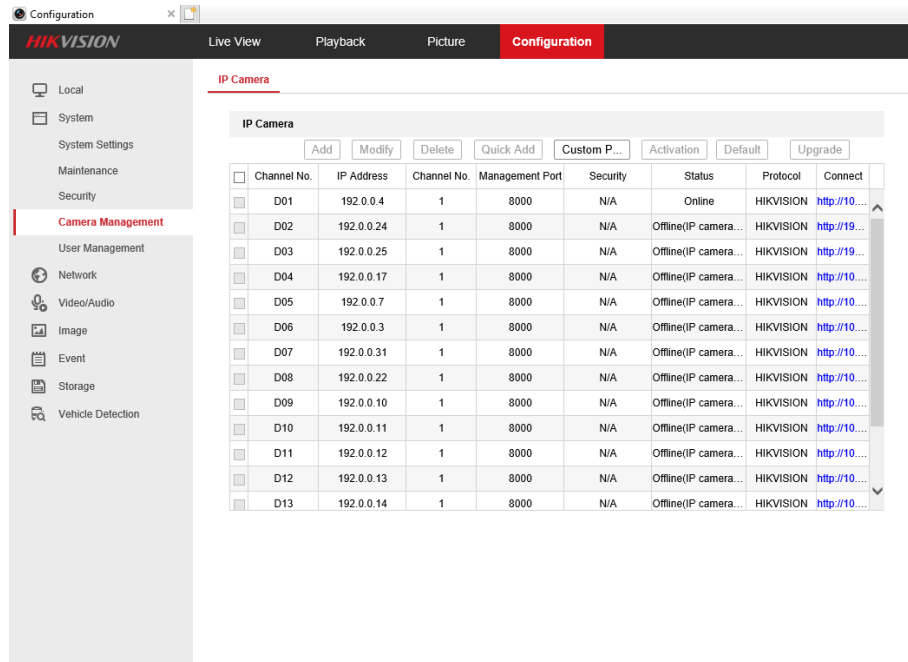 Configuration
HIKVISION Live View Playback Picture Configuration
IP Camera
Local
System
System Settings
Maintenance
Security
Camera Management
User Management
Network
Video/Audio
Image
Event
Storage
Vehicle Detection
IP Camera
Add Modify Delete Quick Add Custom P... Activation Default Upgrade
Channel No. IP Address Channel No. Management Port Security Status Protocol Connect
D01 192.0.0.4 1 8000 N/A Online HIKVISION http://10....
D02 192.0.0.24 1 8000 N/A Offline(IP camera... HIKVISION http://19...
D03 192.0.0.25 1 8000 N/A Offline(IP camera... HIKVISION http://19...
D04 192.0.0.17 1 8000 N/A Offline(IP camera... HIKVISION http://10....
D05 192.0.0.7 1 8000 N/A Offline(IP camera... HIKVISION http://10....
D06 192.0.0.3 1 8000 N/A Offline(IP camera... HIKVISION http://10....
D07 192.0.0.31 1 8000 N/A Offline(IP camera... HIKVISION http://10....
D08 192.0.0.22 1 8000 N/A Offline(IP camera... HIKVISION http://10....
D09 192.0.0.10 1 8000 N/A Offline(IP camera... HIKVISION http://10....
D10 192.0.0.11 1 8000 N/A Offline(IP camera... HIKVISION http://10....
D11 192.0.0.12 1 8000 N/A Offline(IP camera... HIKVISION http://10....
D12 192.0.0.13 1 8000 N/A Offline(IP camera... HIKVISION http://10....
D13 192.0.0.14 1 8000 N/A Offline(IP camera... HIKVISION http://10....